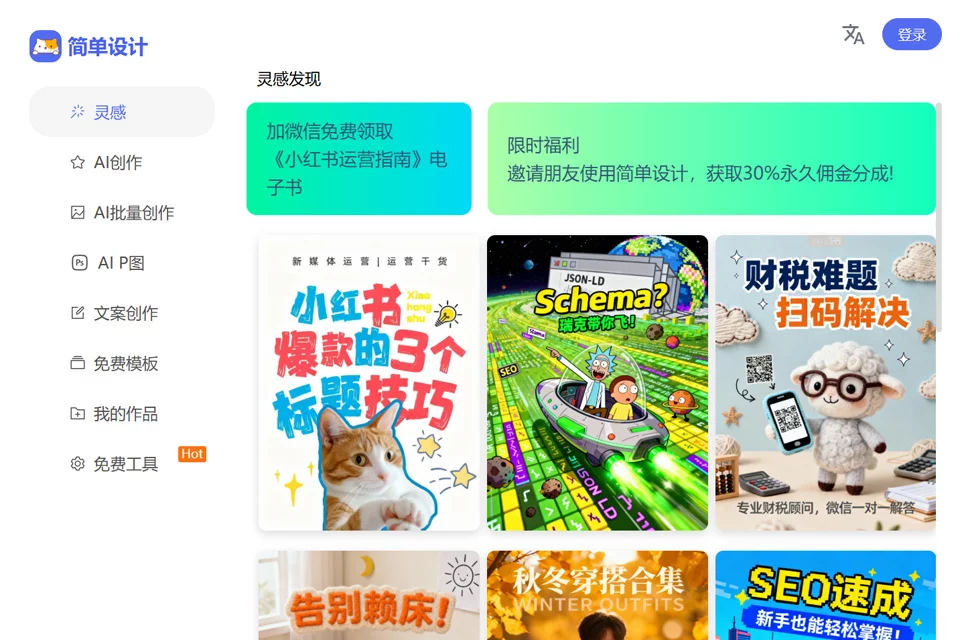 简单设计
登录
灵感
AI创作
AI批量创作
Ps
AI P图
文案创作
免费模板
我的作品
免费工具
Hot
灵感发现
加微信免费领取
《小红书运营指南》电
子书
限时福利
邀请朋友使用简单设计，获取30%永久佣金分成!
新媒体运营|运营干货
小红书
Xiao
hong
shu
爆款的3个
标题技巧
JSON-LD
Schema?
瑞克带你飞!
SEO
JSON LD
财税难题
扫码解决
专业财税顾问，微信一对一解答
告别赖床!
秋冬穿搭合集
WINTER OUTFITS
SEO速成
新手也能轻松掌握!